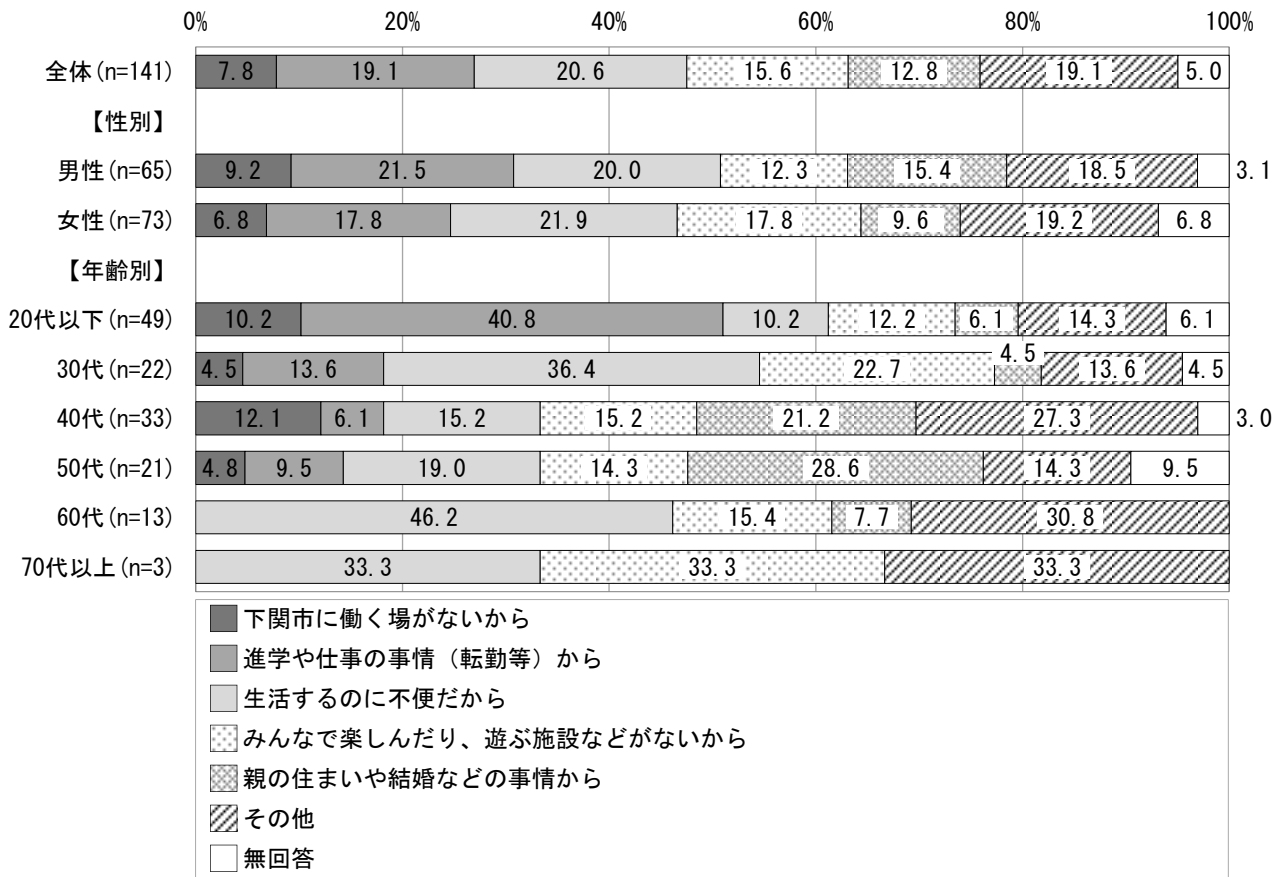 0% 20% 40% 60% 80% 100%
全体(n=141) 7.8 19.1 20.6 15.6 12.8 19.1 5.0
【性別】
男性(n=65) 9.2 21.5 20.0 12.3 15.4 18.5 3.1
女性(n=73) 6.8 17.8 21.9 17.8 9.6 19.2 6.8
【年齢別】
20代以下(n=49) 10.2 40.8 10.2 12.2 6.1 14.3 6.1
30代(n=22) 4.5 13.6 36.4 22.7 4.5 13.6 4.5
40代(n=33) 12.1 6.1 15.2 15.2 21.2 27.3 3.0
50代(n=21) 4.8 9.5 19.0 14.3 28.6 14.3 9.5
60代(n=13) 46.2 15.4 7.7 30.8
70代以上(n=3) 33.3 33.3 33.3
下関市に働く場がないから
進学や仕事の事情（転勤等）から
生活するのに不便だから
みんなで楽しんだり、遊ぶ施設などがないから
親の住まいや結婚などの事情から
その他
無回答